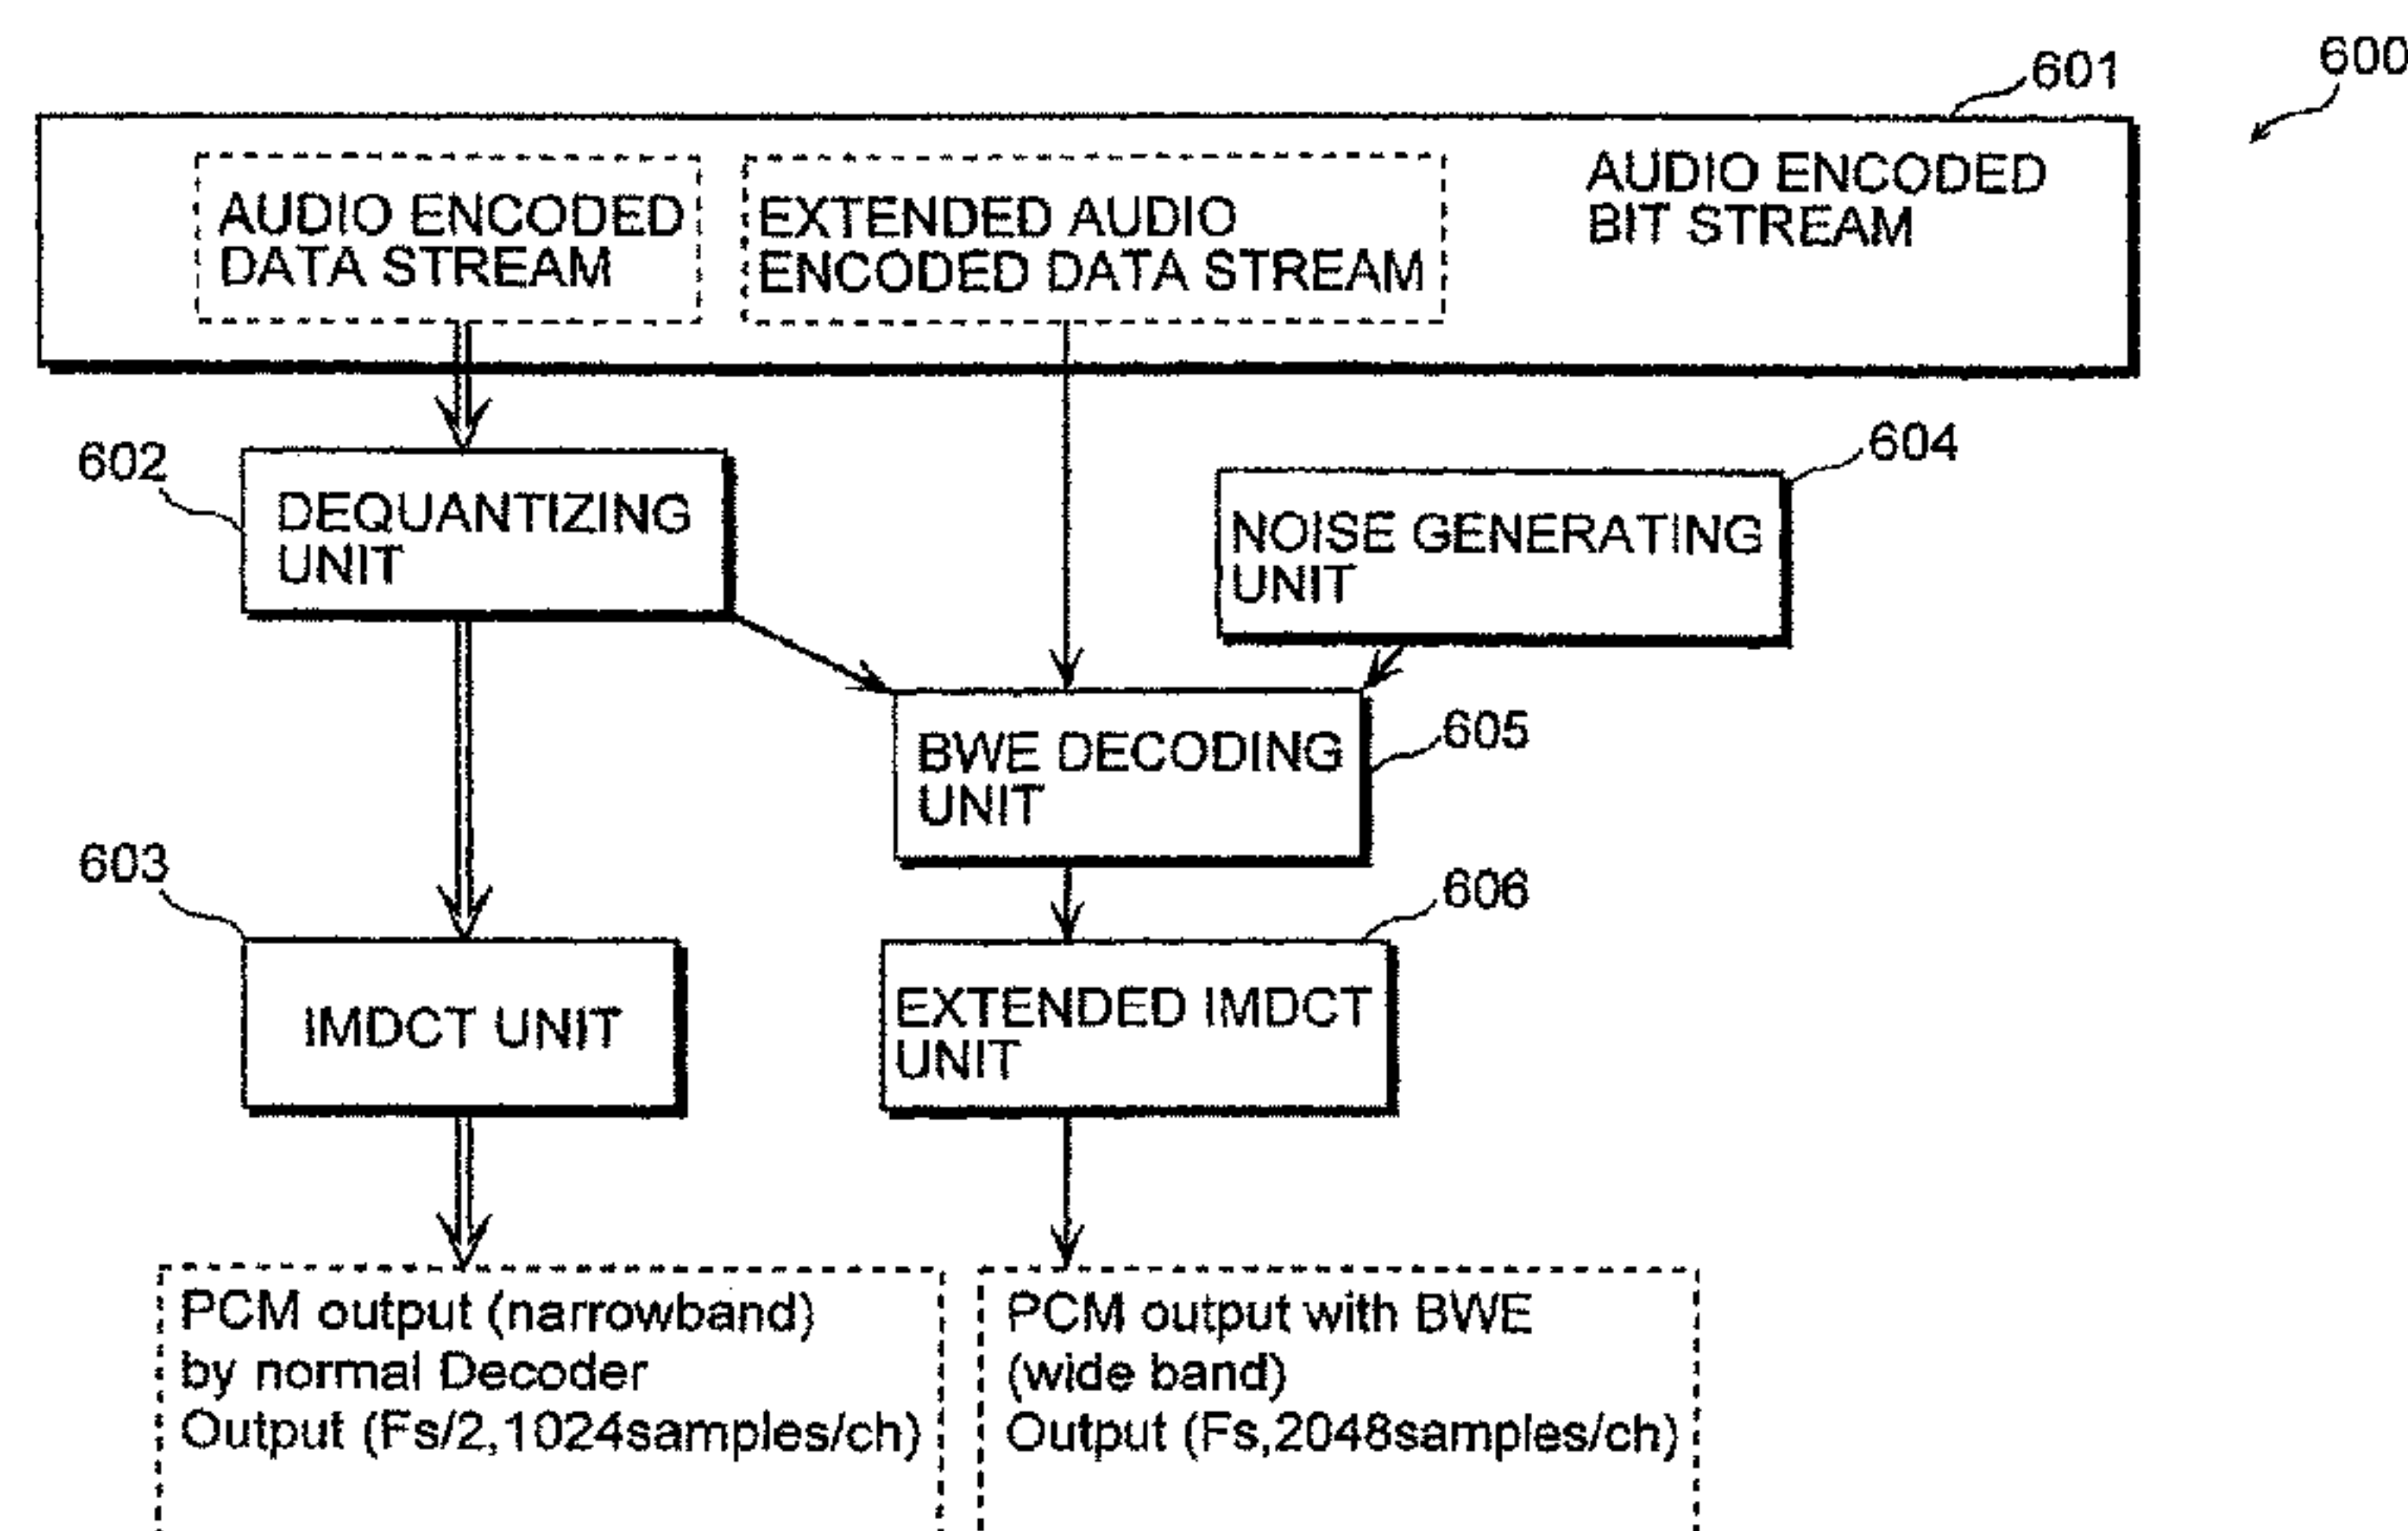 600
601
AUDIO ENCODED
DATA STREAM
EXTENDED AUDIO
ENCODED DATA STREAM
AUDIO ENCODED
BIT STREAM
602
DEQUANTIZING
UNIT
604
NOISE GENERATING
UNIT
BWE DECODING
UNIT
605
603
IMDCT UNIT
606
EXTENDED IMDCT
UNIT
PCM output (narrowband)
by normal Decoder
Output (Fs/2,1024samples/ch)
PCM output with BWE
(wide band)
Output (Fs,2048samples/ch)